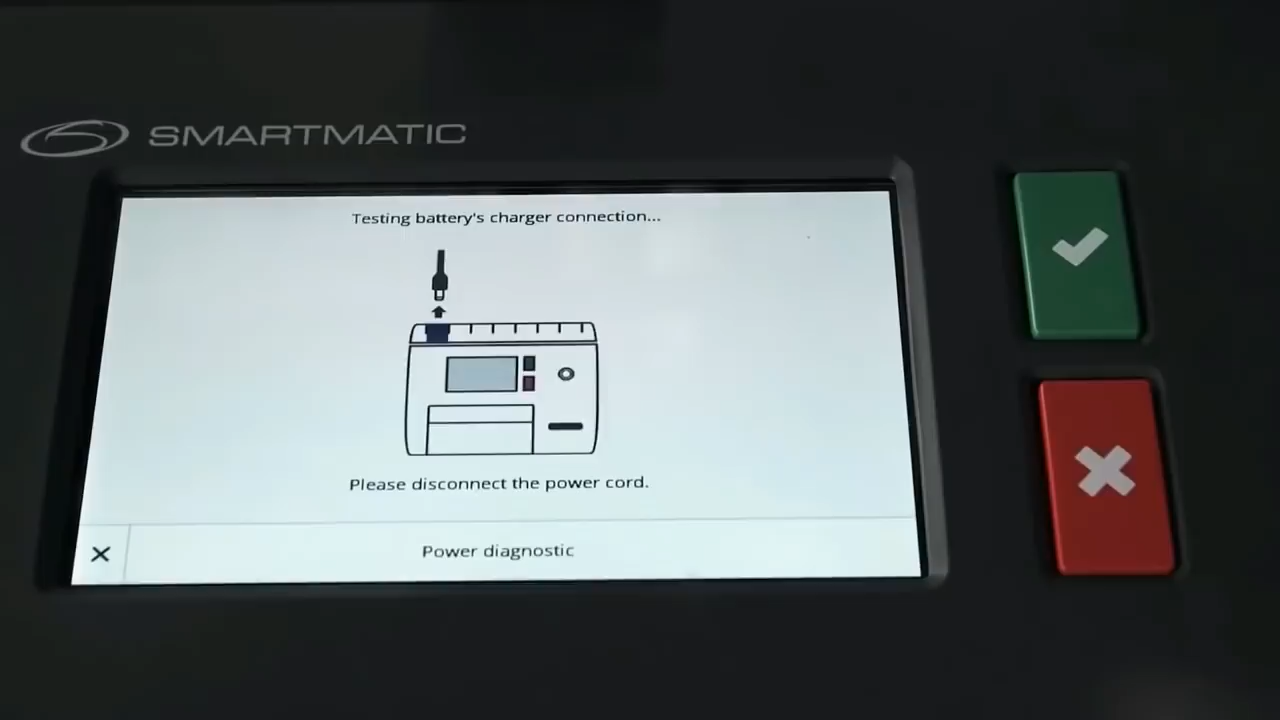 SMARTMATIC
Testing battery's charger connection...
Please disconnect the power cord.
Power diagnostic